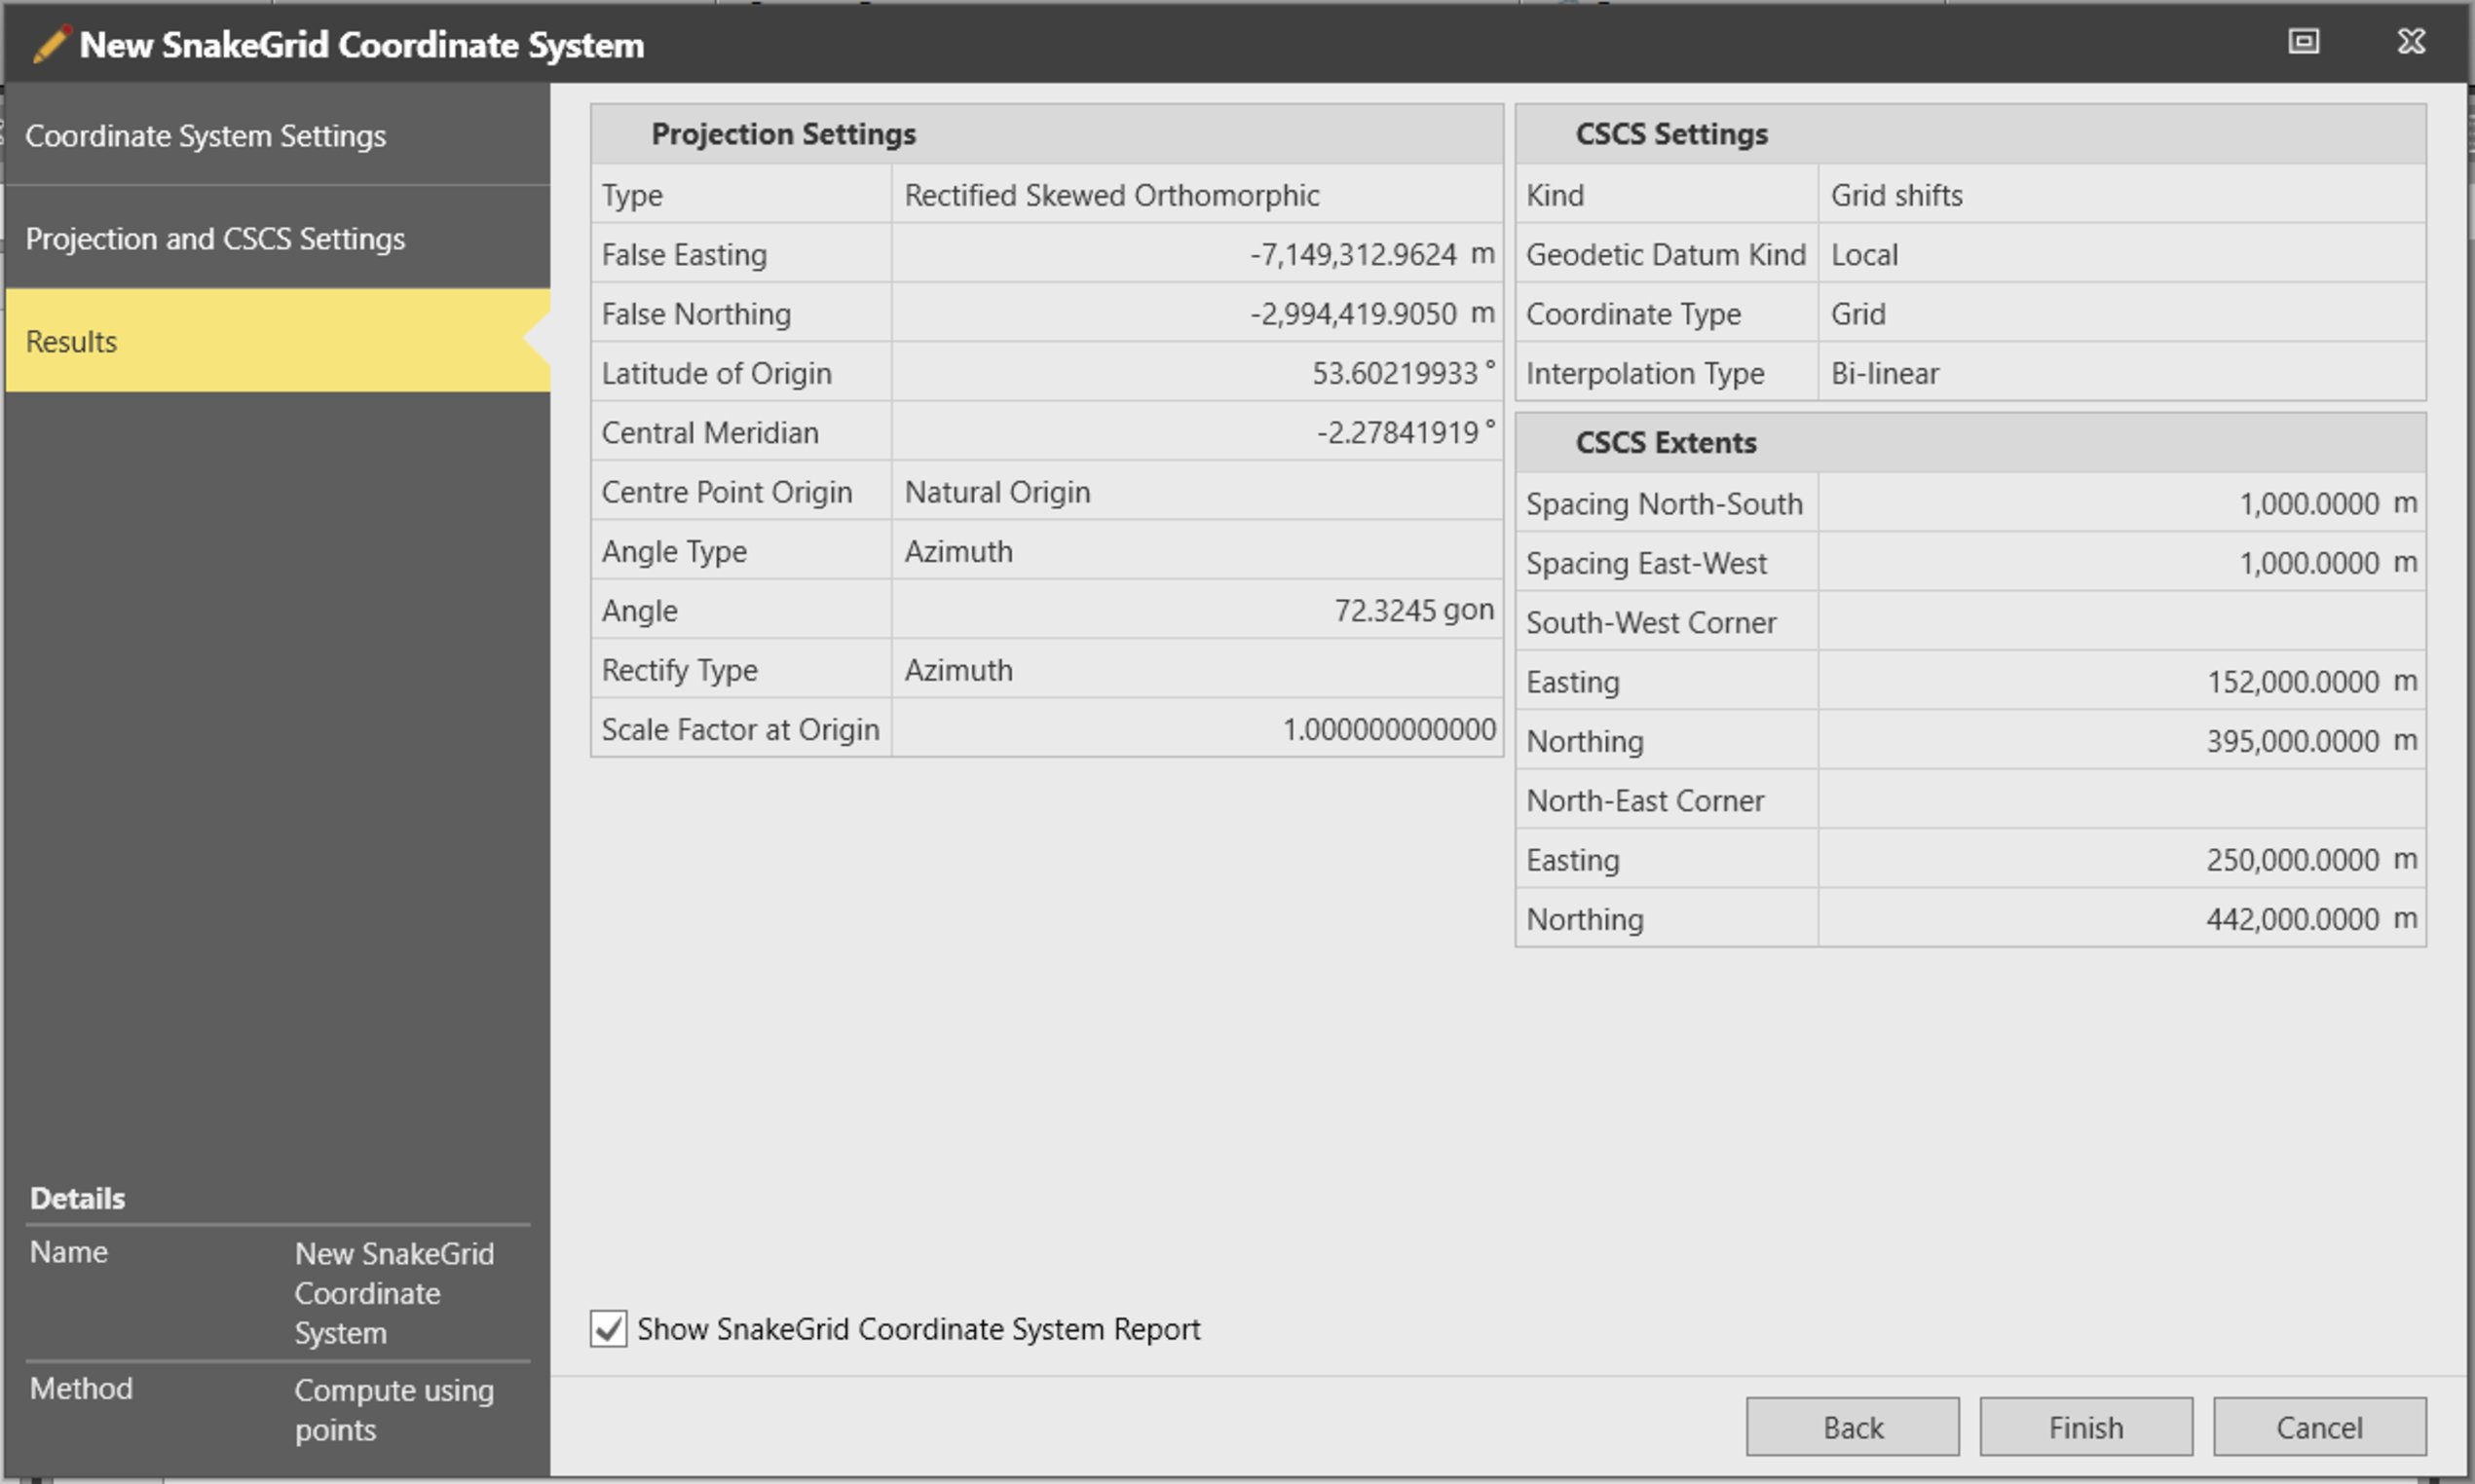 New SnakeGrid Coordinate System
Coordinate System Settings
Projection and CSCS Settings
Results
Details
Name New SnakeGrid
Coordinate
System
Method Compute using
points
Projection Settings
Type Rectified Skewed Orthomorphic
False Easting -7,149,312.9624 m
False Northing -2,994,419.9050 m
Latitude of Origin 53.60219933 °
Central Meridian -2.27841919 °
Centre Point Origin Natural Origin
Angle Type Azimuth
Angle 72.3245 gon
Rectify Type Azimuth
Scale Factor at Origin 1.000000000000
CSCS Settings
Kind Grid shifts
Geodetic Datum Kind Local
Coordinate Type Grid
Interpolation Type Bi-linear
CSCS Extents
Spacing North-South 1,000.0000 m
Spacing East-West 1,000.0000 m
South-West Corner
Easting 152,000.0000 m
Northing 395,000.0000 m
North-East Corner
Easting 250,000.0000 m
Northing 442,000.0000 m
Show SnakeGrid Coordinate System Report
Back Finish Cancel